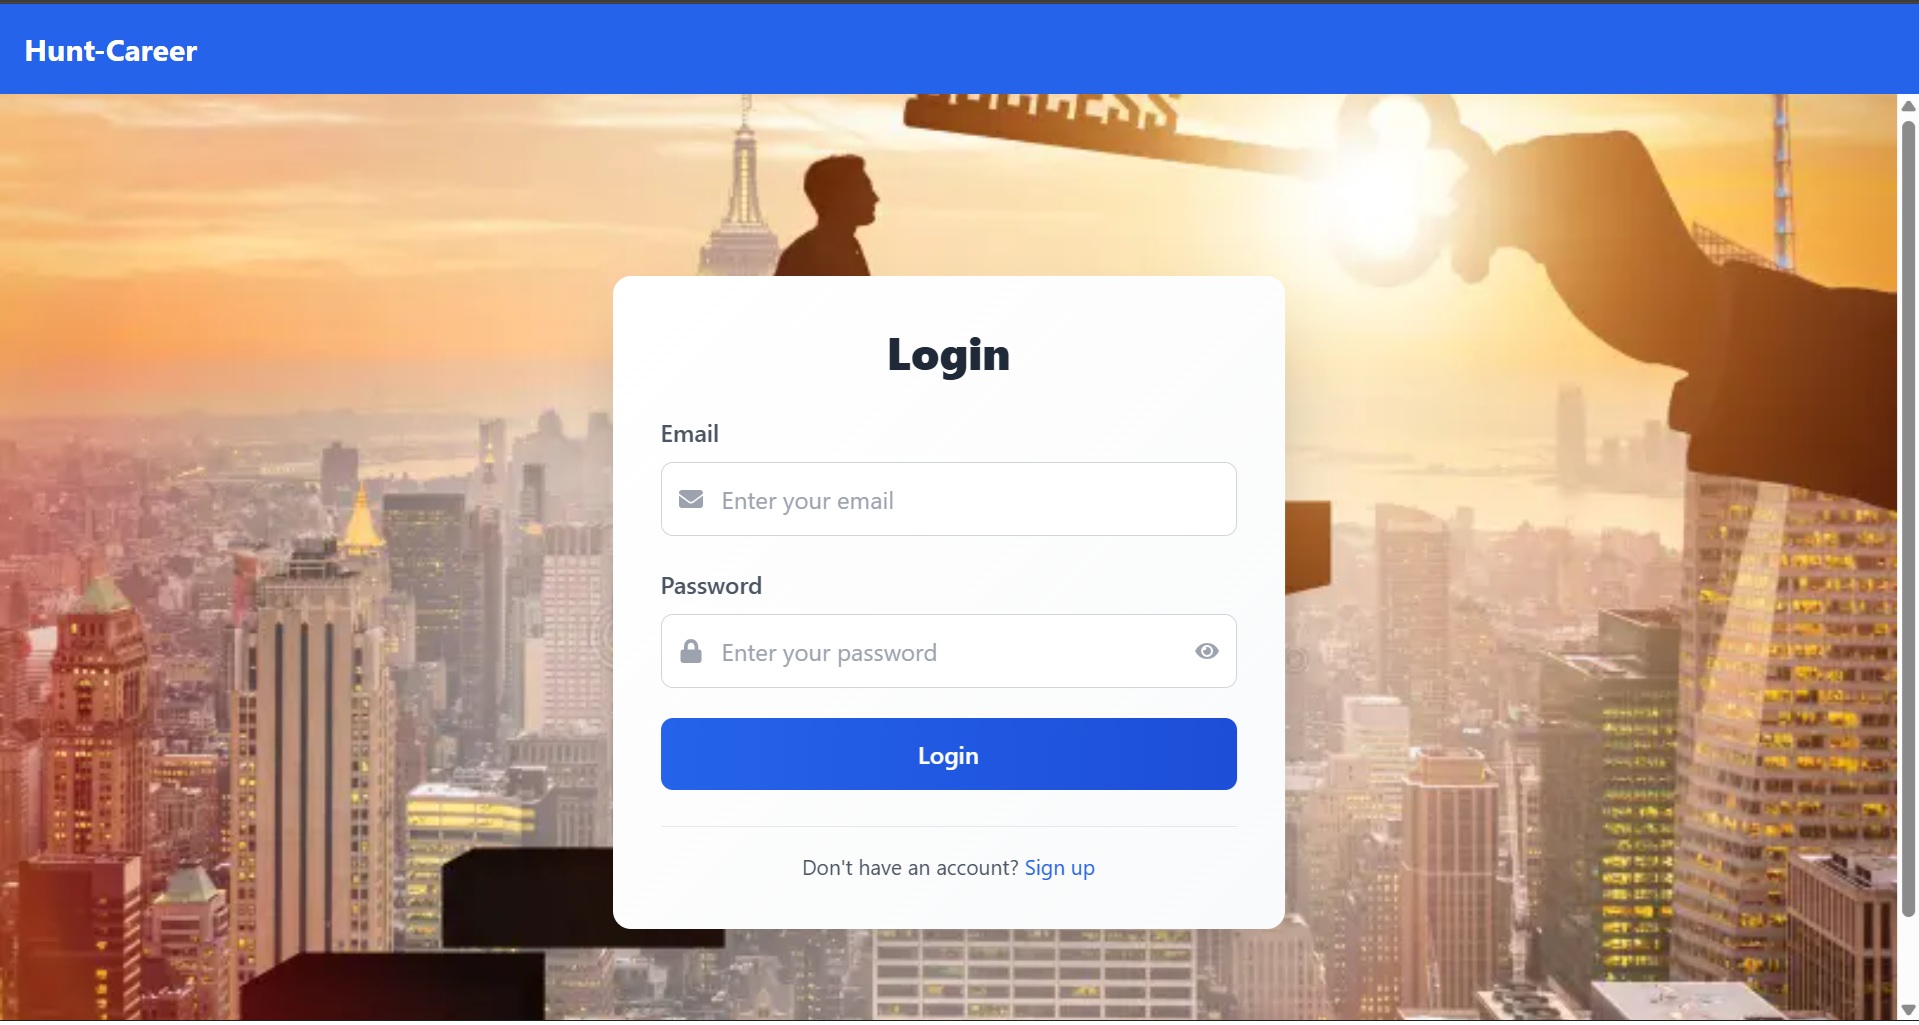 Hunt-Career
Login
Email
Enter your email
Password
Enter your password
Login
Don't have an account? Sign up